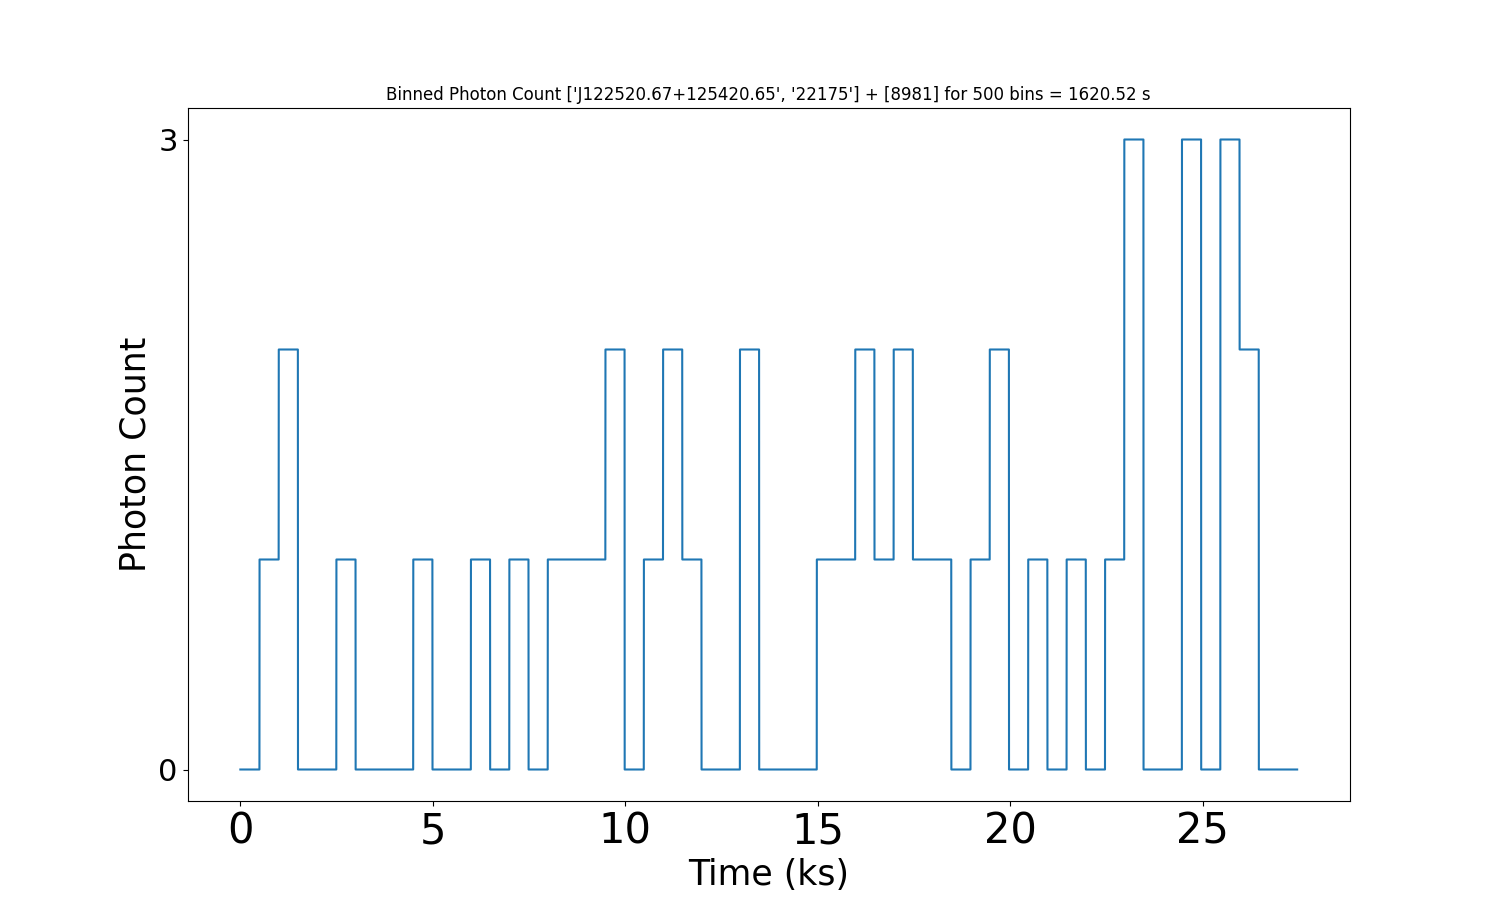 Binned Photon Count ['J122520.67+125420.65', '22175'] + [8981] for 500 bins = 1620.52 s
3
Photon Count
0
0 5 10 15 20 25
Time (ks)